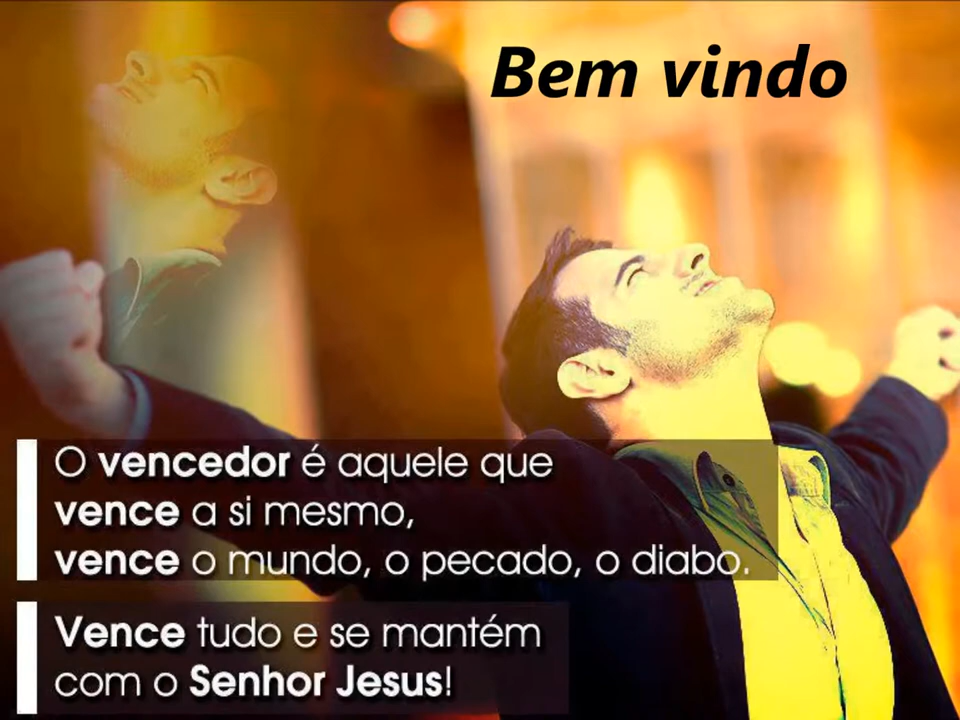 Bem vindo
O vencedor é aquele que
vence a si mesmo,
vence o mundo, o pecado, o diabo.
Vence tudo e se mantém
com o Senhor Jesus!